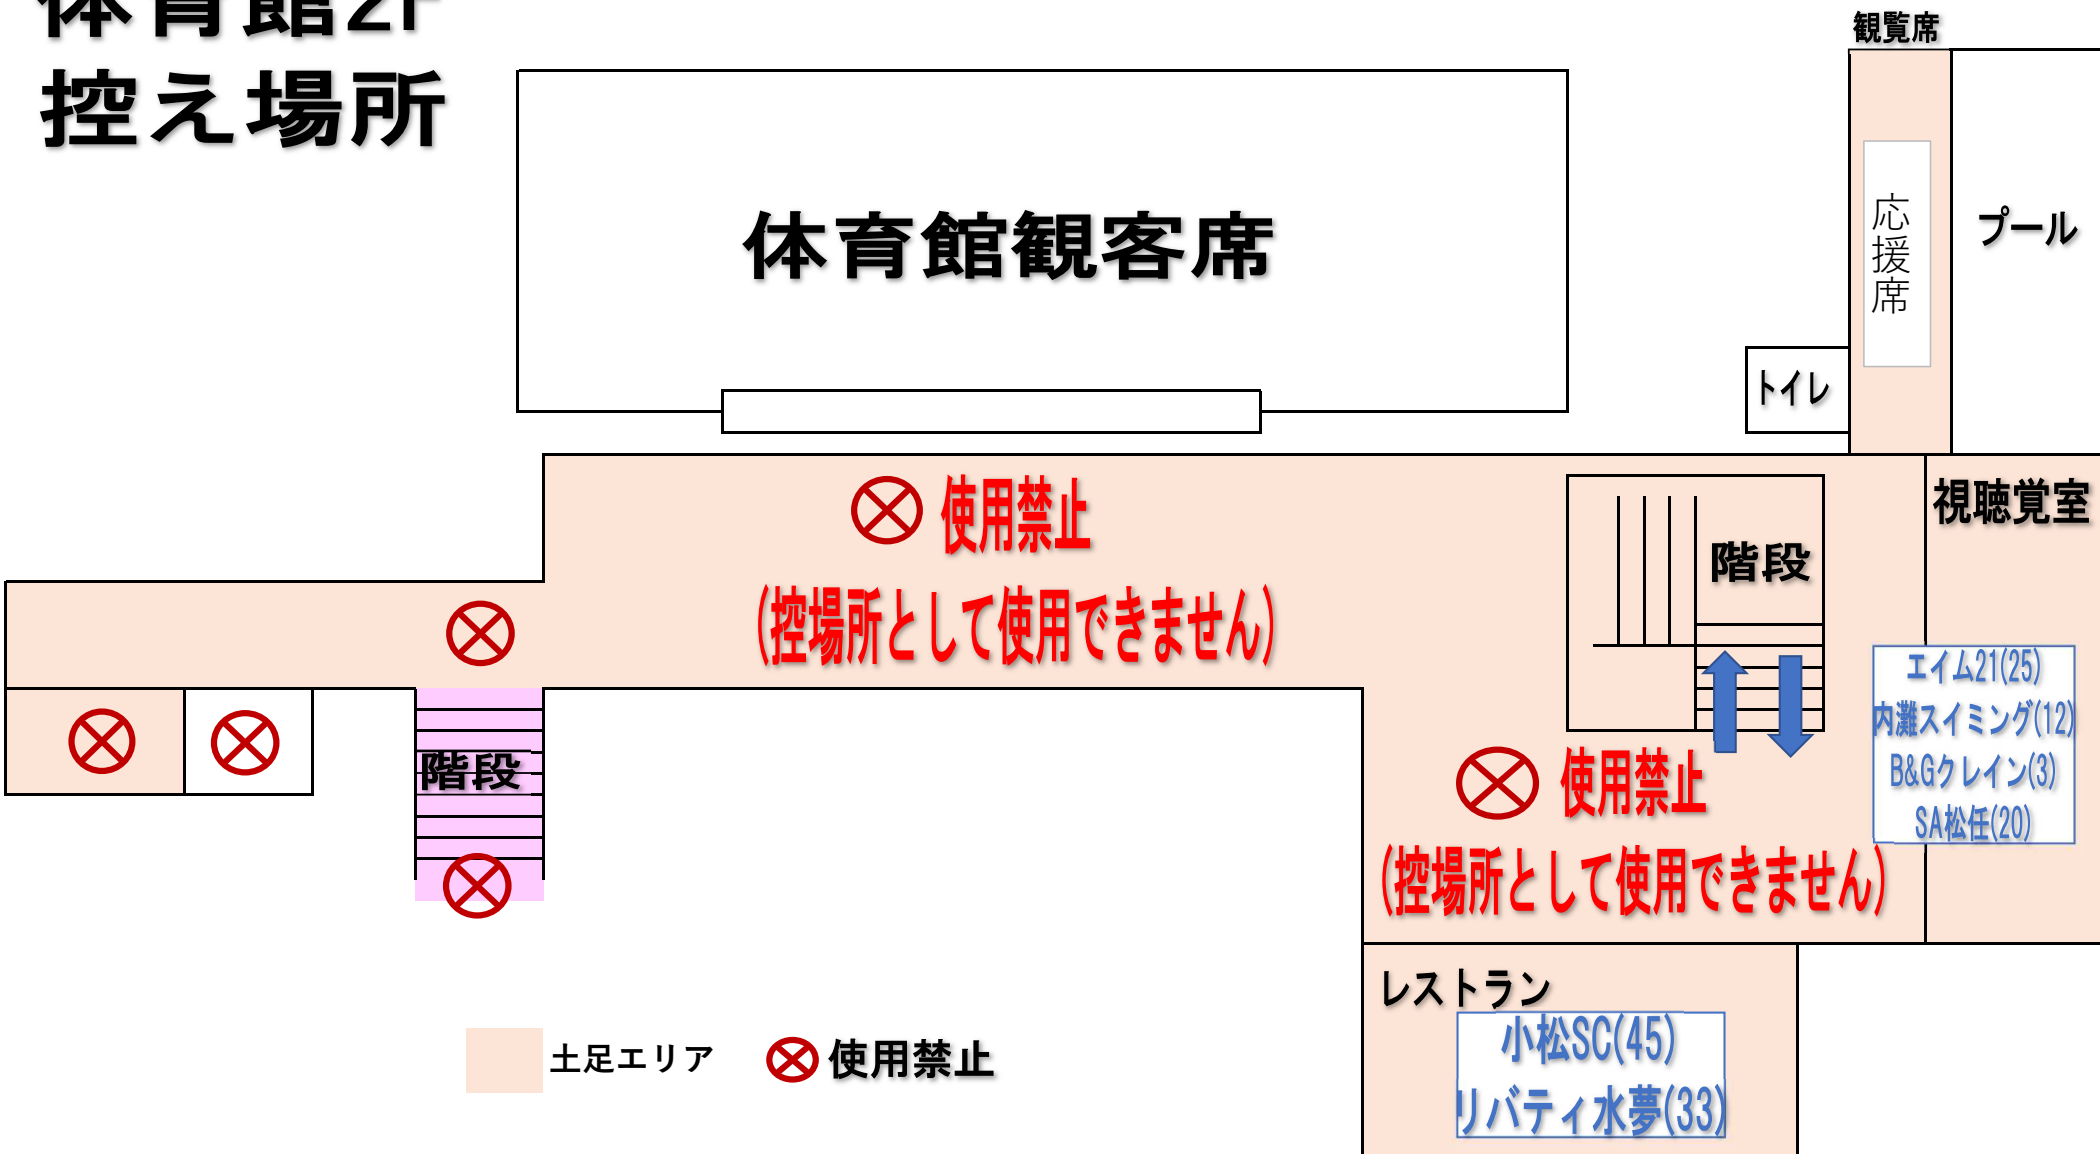 体育館2F
控え場所
観覧席
体育館観客席
応援席
プール
トイレ
使用禁止
(控場所として使用できません)
階段
視聴覚室
エイム21(25)
内灘スイミング(12)
B&Gクレイン(3)
SA松任(20)
階段
使用禁止
(控場所として使用できません)
レストラン
小松SC(45)
リバティ水夢(33)
土足エリア
使用禁止